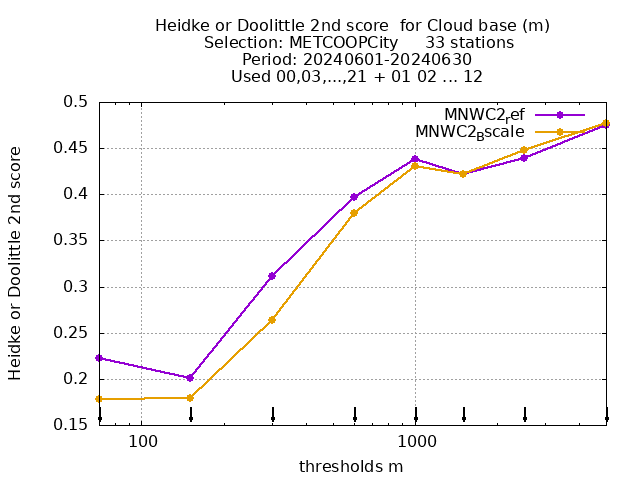 Heidke or Doolittle 2nd score  for Cloud base (m)
Selection: METCOOPCity     33 stations
Period: 20240601-20240630
Used 00,03,...,21 + 01 02 ... 12
MNWC2_ref
MNWC2_Bscale
0.5
0.45
0.4
0.35
0.3
0.25
0.2
0.15
Heidke or Doolittle 2nd score
100
1000
thresholds m